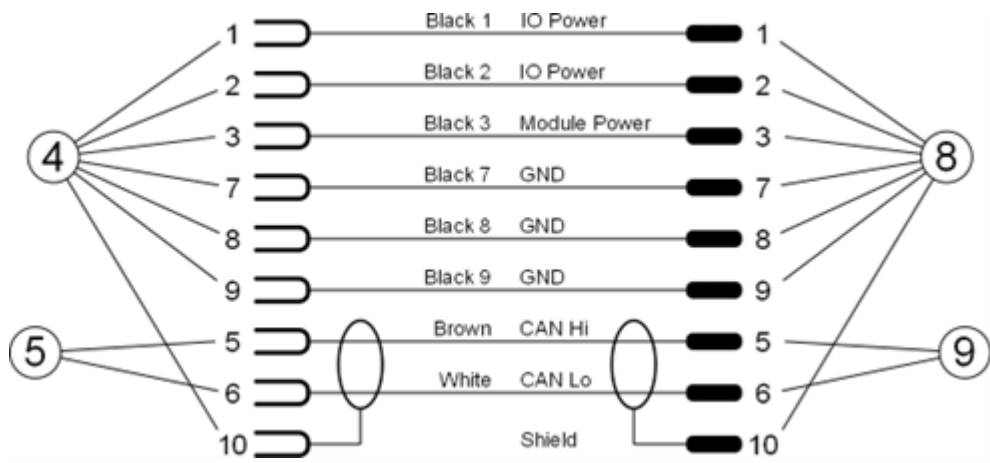 1 Black 1 IO Power 1
2 Black 2 IO Power 2
3 Black 3 Module Power 3
4 8
7 Black 7 GND 7
8 Black 8 GND 8
9 Black 9 GND 9
5 Brown CAN Hi 5
5 9
6 White CAN Lo 6
10 Shield 10